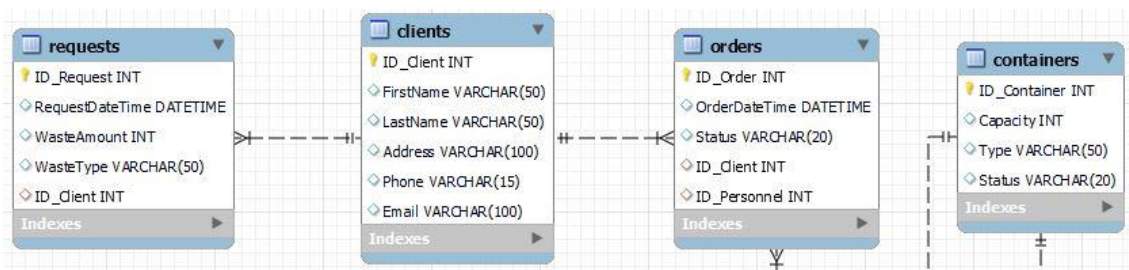 requests
ID_Request INT
RequestDateTime DATETIME
WasteAmount INT
WasteType VARCHAR(50)
ID_Client INT
Indexes
clients
ID_Client INT
FirstName VARCHAR(50)
LastName VARCHAR(50)
Address VARCHAR(100)
Phone VARCHAR(15)
Email VARCHAR(100)
Indexes
orders
ID_Order INT
OrderDateTime DATETIME
Status VARCHAR(20)
ID_Client INT
ID_Personnel INT
Indexes
containers
ID_Container INT
Capacity INT
Type VARCHAR(50)
Status VARCHAR(20)
Indexes